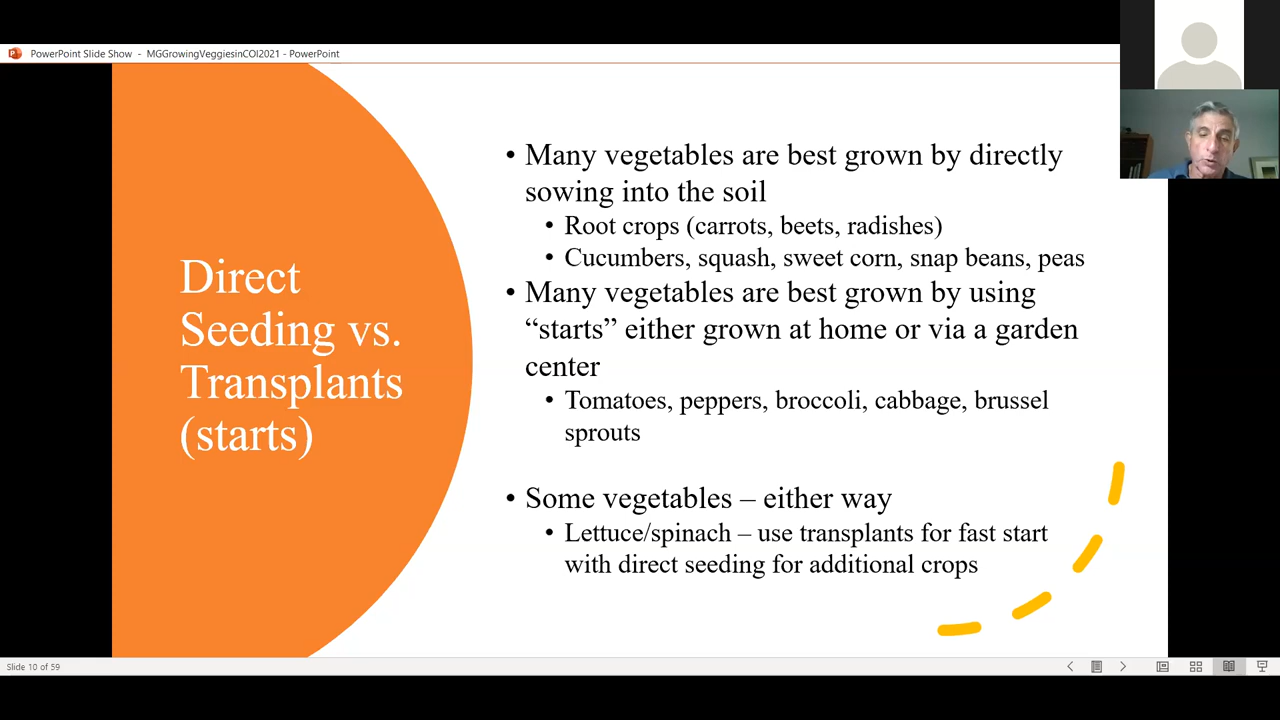 PowerPoint Slide Show - MGGrowingVeggiesinCOI2021 - PowerPoint
Direct
Seeding vs.
Transplants
(starts)
• Many vegetables are best grown by directly
sowing into the soil
• Root crops (carrots, beets, radishes)
• Cucumbers, squash, sweet corn, snap beans, peas
• Many vegetables are best grown by using
“starts” either grown at home or via a garden
center
• Tomatoes, peppers, broccoli, cabbage, brussel
sprouts
• Some vegetables – either way
• Lettuce/spinach – use transplants for fast start
with direct seeding for additional crops
Slide 10 of 59